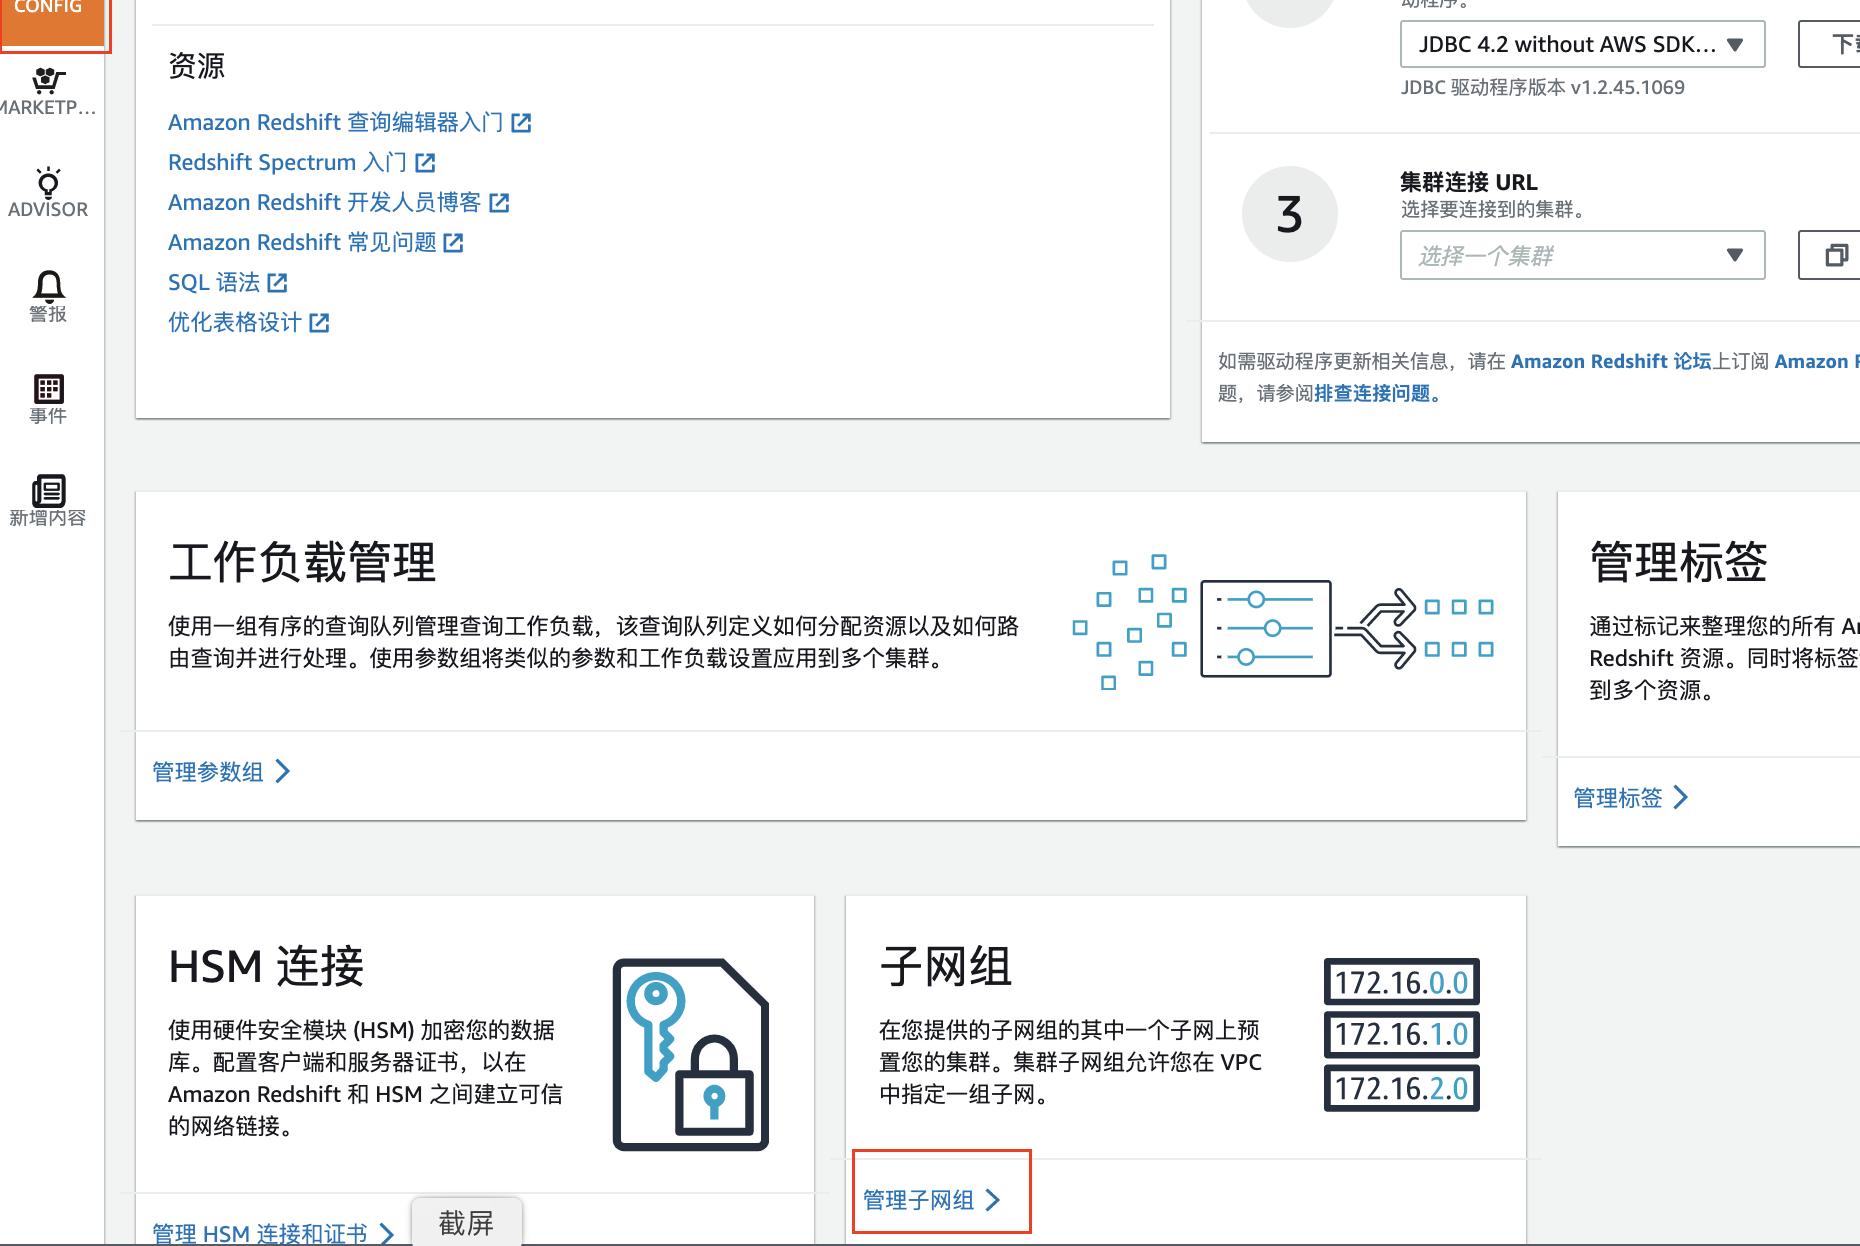 CONFIG
MARKETP...
ADVISOR
警报
事件
新增内容
资源
Amazon Redshift 查询编辑器入门
Redshift Spectrum 入门
Amazon Redshift 开发人员博客
Amazon Redshift 常见问题
SQL 语法
优化表格设计
动程序。
JDBC 4.2 without AWS SDK...
下载
JDBC 驱动程序版本 v1.2.45.1069
3
集群连接 URL
选择要连接到的集群。
选择一个集群
如需驱动程序更新相关信息，请在 Amazon Redshift 论坛上订阅 Amazon
题，请参阅排查连接问题。
工作负载管理
使用一组有序的查询队列管理查询工作负载，该查询队列定义如何分配资源以及如何路
由查询并进行处理。使用参数组将类似的参数和工作负载设置应用到多个集群。
管理参数组
管理标签
通过标记来整理您的所有
Redshift 资源。同时将标签
到多个资源。
管理标签
HSM 连接
使用硬件安全模块 (HSM) 加密您的数据
库。配置客户端和服务器证书，以在
Amazon Redshift 和 HSM 之间建立可信
的网络链接。
管理 HSM 连接和证书
截屏
子网组
在您提供的子网组的其中一个子网上预
置您的集群。集群子网组允许您在 VPC
中指定一组子网。
172.16.0.0
172.16.1.0
172.16.2.0
管理子网组